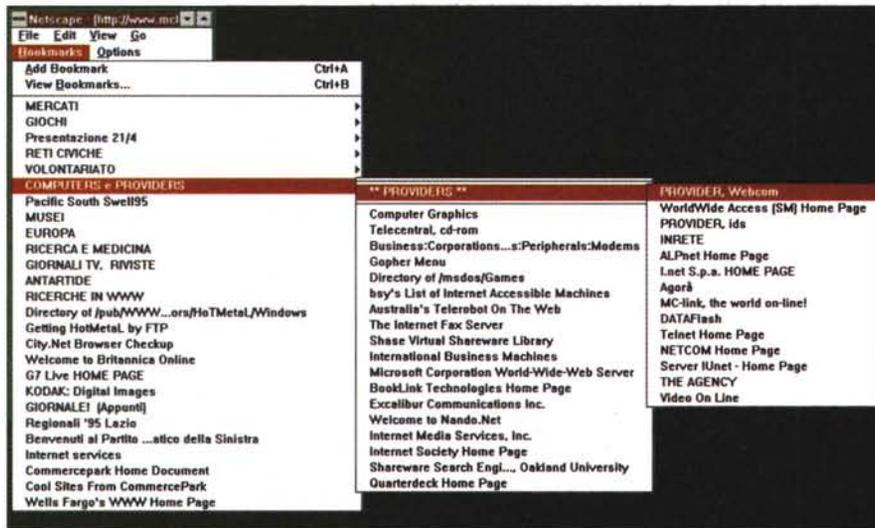 Netscape - [http://www.mcl
File Edit View Go
Bookmarks Options
Add Bookmark Ctrl+A
View Bookmarks... Ctrl+B
MERCATI
GIOCHI
Presentazione 21/4
RETI CIVICHE
VOLONTARIATO
COMPUTERS e PROVIDERS
Pacific South Swell95
MUSEI
EUROPA
RICERCA E MEDICINA
GIORNALI TV, RIVISTE
ANTARTIDE
RICERCHE IN WWW
Directory of /pub/WWW...ors/HoTMetaL/Windows
Getting HotMetaL by FTP
City.Net Browser Checkup
Welcome to Britannica Online
G7 Live HOME PAGE
KODAK: Digital Images
GIORNALE! (Appunti)
Regionali '95 Lazio
Benvenuti al Partito ...atico della Sinistra
Internet services
Commercepark Home Document
Cool Sites From CommercePark
Wells Fargo's WWW Home Page
** PROVIDERS **
Computer Graphics
Telecentral, cd-rom
Business:Corporations...s:Peripherals:Modems
Gopher Menu
Directory of /msdos/Games
bsy's List of Internet Accessible Machines
Australia's Telerobot On The Web
The Internet Fax Server
Shase Virtual Shareware Library
International Business Machines
Microsoft Corporation World-Wide-Web Server
BookLink Technologies Home Page
Excalibur Communications Inc.
Welcome to Nando.Net
Internet Media Services, Inc.
Internet Society Home Page
Shareware Search Engi..., Oakland University
Quarterdeck Home Page
PROVIDER, Webcom
WorldWide Access (SM) Home Page
PROVIDER, ids
INRETE
ALPnet Home Page
I.net S.p.a. HOME PAGE
Agorà
MC-link, the world on-line!
DATAFlash
Telnet Home Page
NETCOM Home Page
Server IUnet - Home Page
THE AGENCY
Video On Line